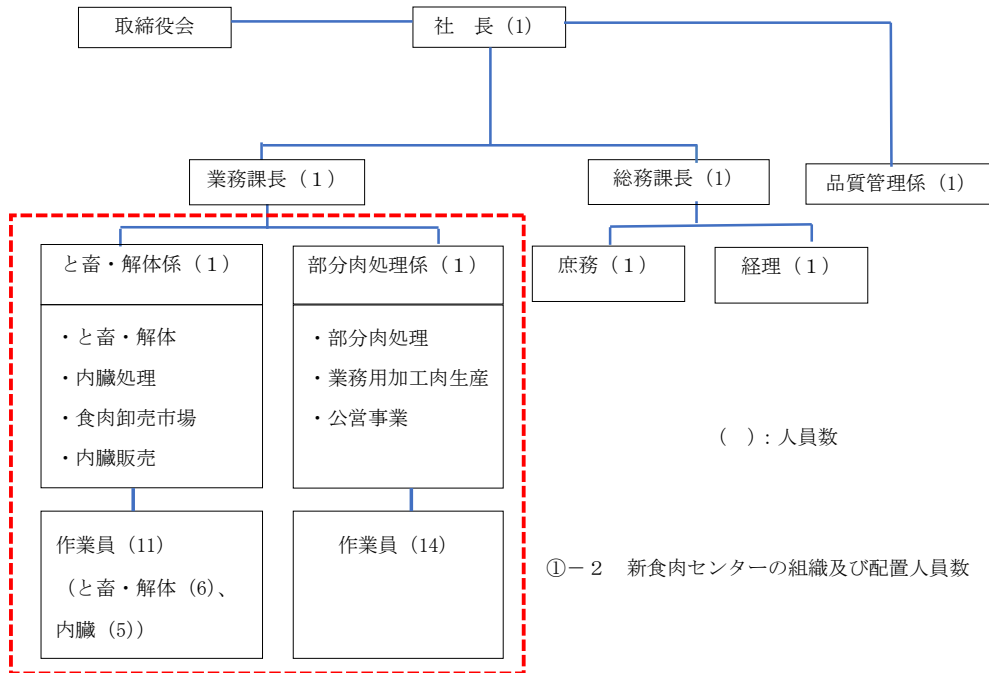 取締役会
社　長（1）
業務課長（１）
総務課長（1）
品質管理係（1）
と畜・解体係（１）
部分肉処理係（１）
庶務（１）
経理（１）
・と畜・解体
・内臓処理
・食肉卸売市場
・内臓販売
・部分肉処理
・業務用加工肉生産
・公営事業
（　）：人員数
作業員（11）
（と畜・解体（6）、
内臓（5））
作業員（14）
①－２　新食肉センターの組織及び配置人員数